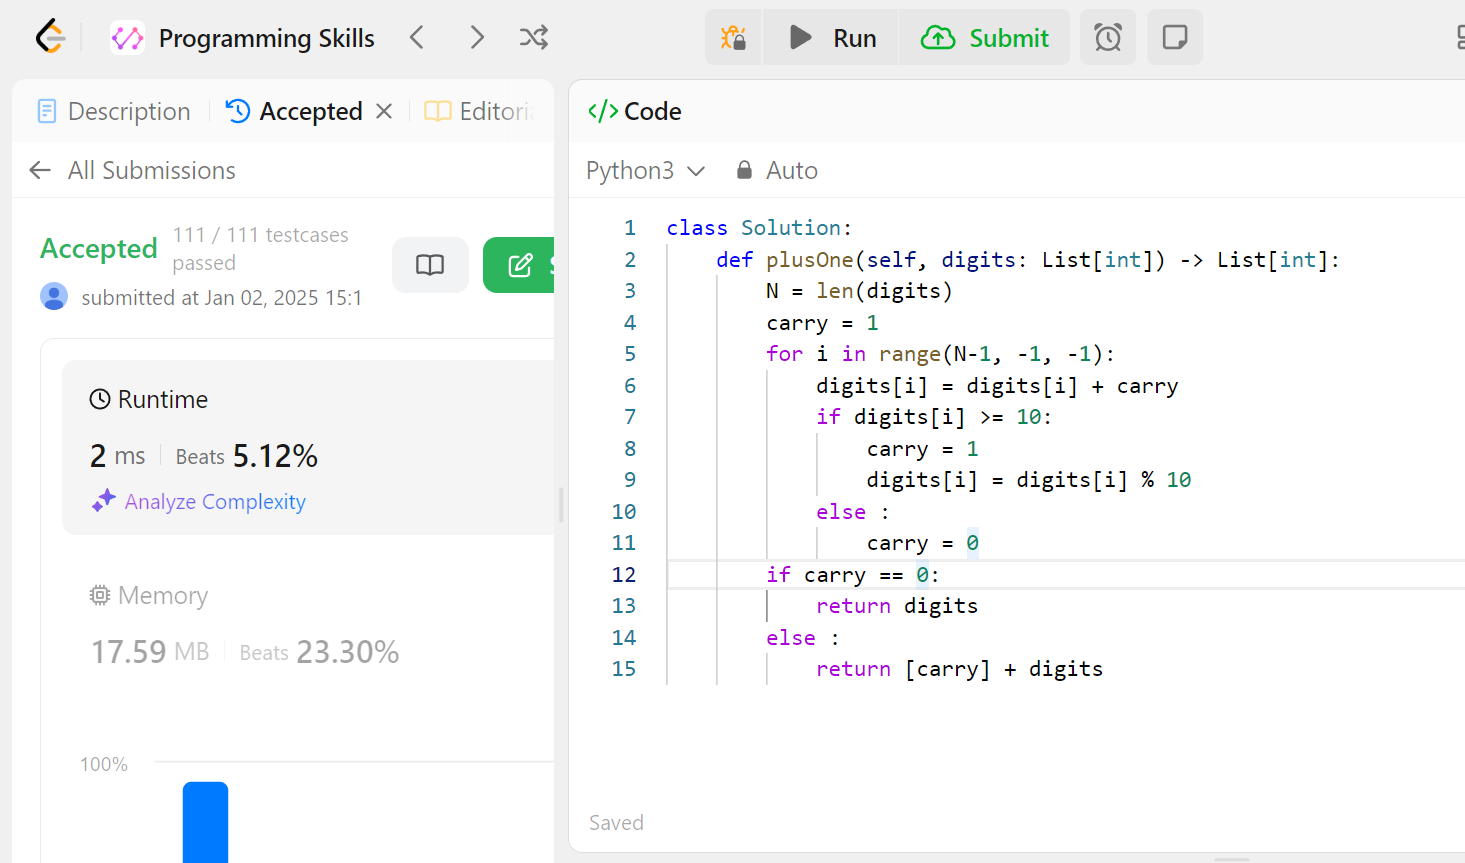 Programming Skills
Run
Submit
Description
Accepted
Editoria
All Submissions
Accepted
111 / 111 testcases
passed
submitted at Jan 02, 2025 15:1
Runtime
2 ms
Beats 5.12%
Analyze Complexity
Memory
17.59 MB
Beats 23.30%
100%
</> Code
Python3
Auto
1 class Solution:
2 def plusOne(self, digits: List[int]) -> List[int]:
3 N = len(digits)
4 carry = 1
5 for i in range(N-1, -1, -1):
6 digits[i] = digits[i] + carry
7 if digits[i] >= 10:
8 carry = 1
9 digits[i] = digits[i] % 10
10 else :
11 carry = 0
12 if carry == 0:
13 return digits
14 else :
15 return [carry] + digits
Saved